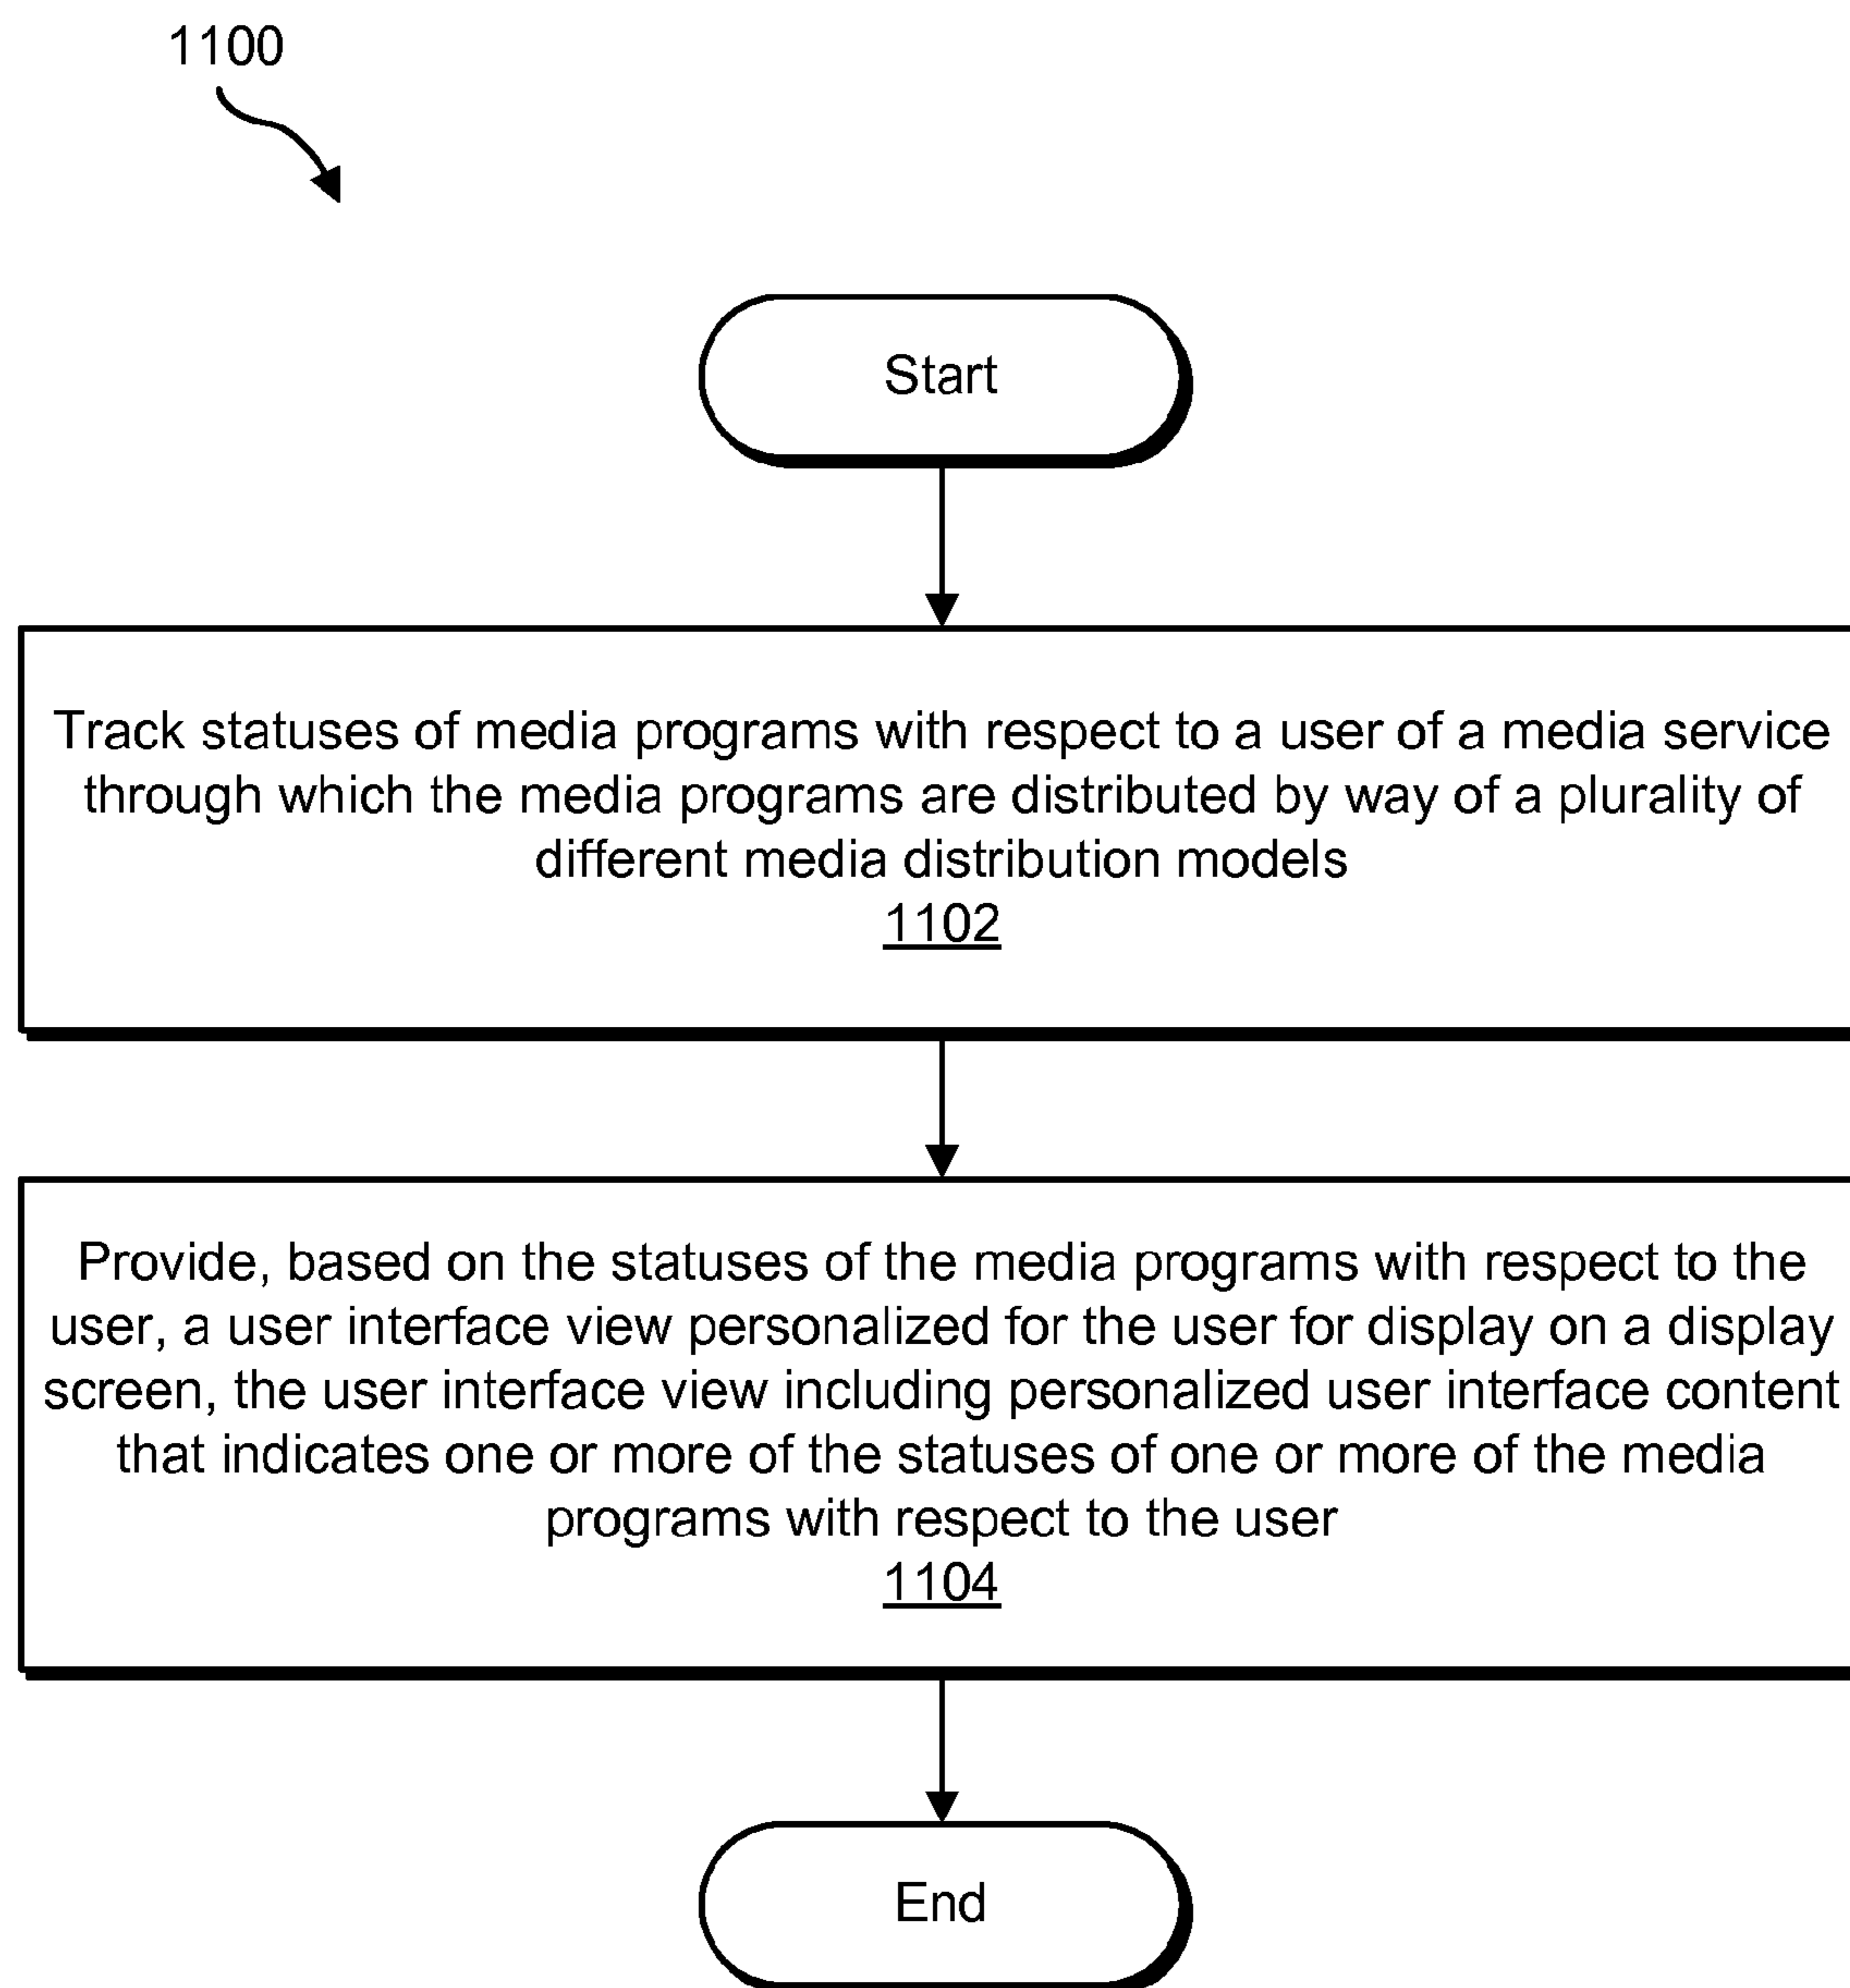 1100
Start
Track statuses of media programs with respect to a user of a media service
through which the media programs are distributed by way of a plurality of
different media distribution models
1102
Provide, based on the statuses of the media programs with respect to the
user, a user interface view personalized for the user for display on a display
screen, the user interface view including personalized user interface content
that indicates one or more of the statuses of one or more of the media
programs with respect to the user
1104
End